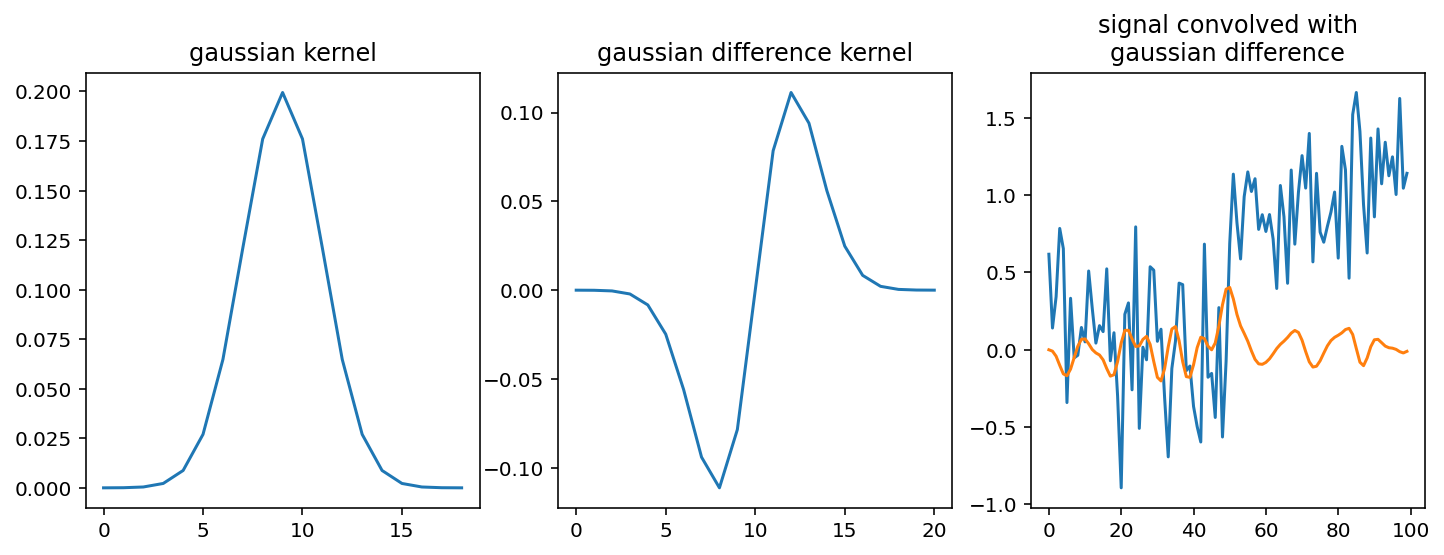 gaussian kernel
0.200
0.175
0.150
0.125
0.100
0.075
0.050
0.025
0.000
0 5 10 15
gaussian difference kernel
0.10
0.05
0.00
−0.05
−0.10
0 5 10 15 20
signal convolved with
gaussian difference
1.5
1.0
0.5
0.0
−0.5
−1.0
0 20 40 60 80 100